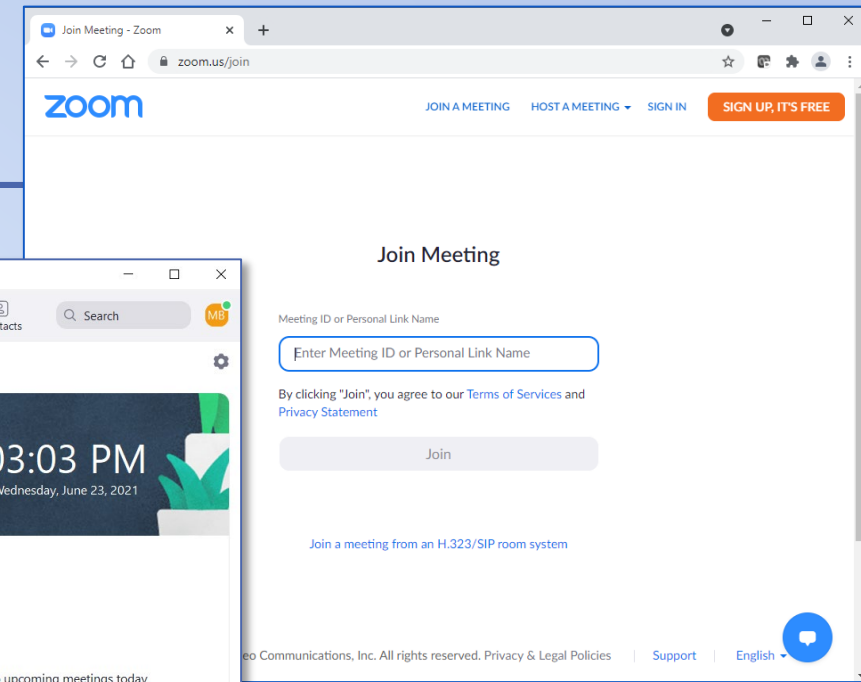 Join Meeting - Zoom
zoom.us/join
zoom
JOIN A MEETING HOST A MEETING SIGN IN SIGN UP, IT'S FREE
Join Meeting
Meeting ID or Personal Link Name
Enter Meeting ID or Personal Link Name
By clicking "Join", you agree to our Terms of Services and
Privacy Statement
Join
Join a meeting from an H.323/SIP room system
eo Communications, Inc. All rights reserved. Privacy & Legal Policies Support English
tacts
Search
MB
03:03 PM
Wednesday, June 23, 2021
upcoming meetings today